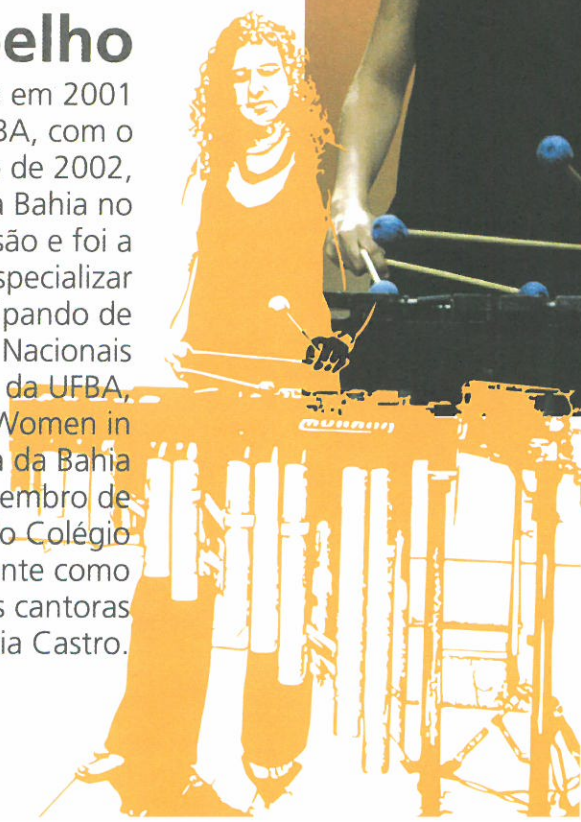 elho
em 2001
BA, com o
de 2002,
a Bahia no
são e foi a
specializar
pando de
Nacionais
da UFBA,
Women in
a da Bahia
embro de
o Colégio
nte como
s cantoras
ia Castro.